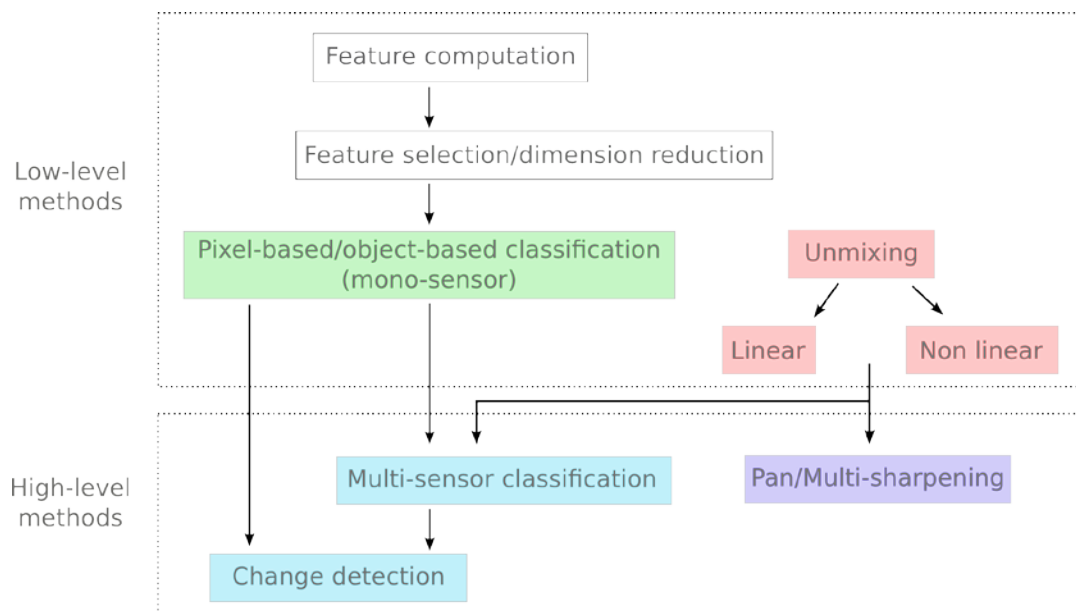 Feature computation
Feature selection/dimension reduction
Low-level
methods
Pixel-based/object-based classification
(mono-sensor)
Unmixing
Linear
Non linear
High-level
methods
Multi-sensor classification
Pan/Multi-sharpening
Change detection